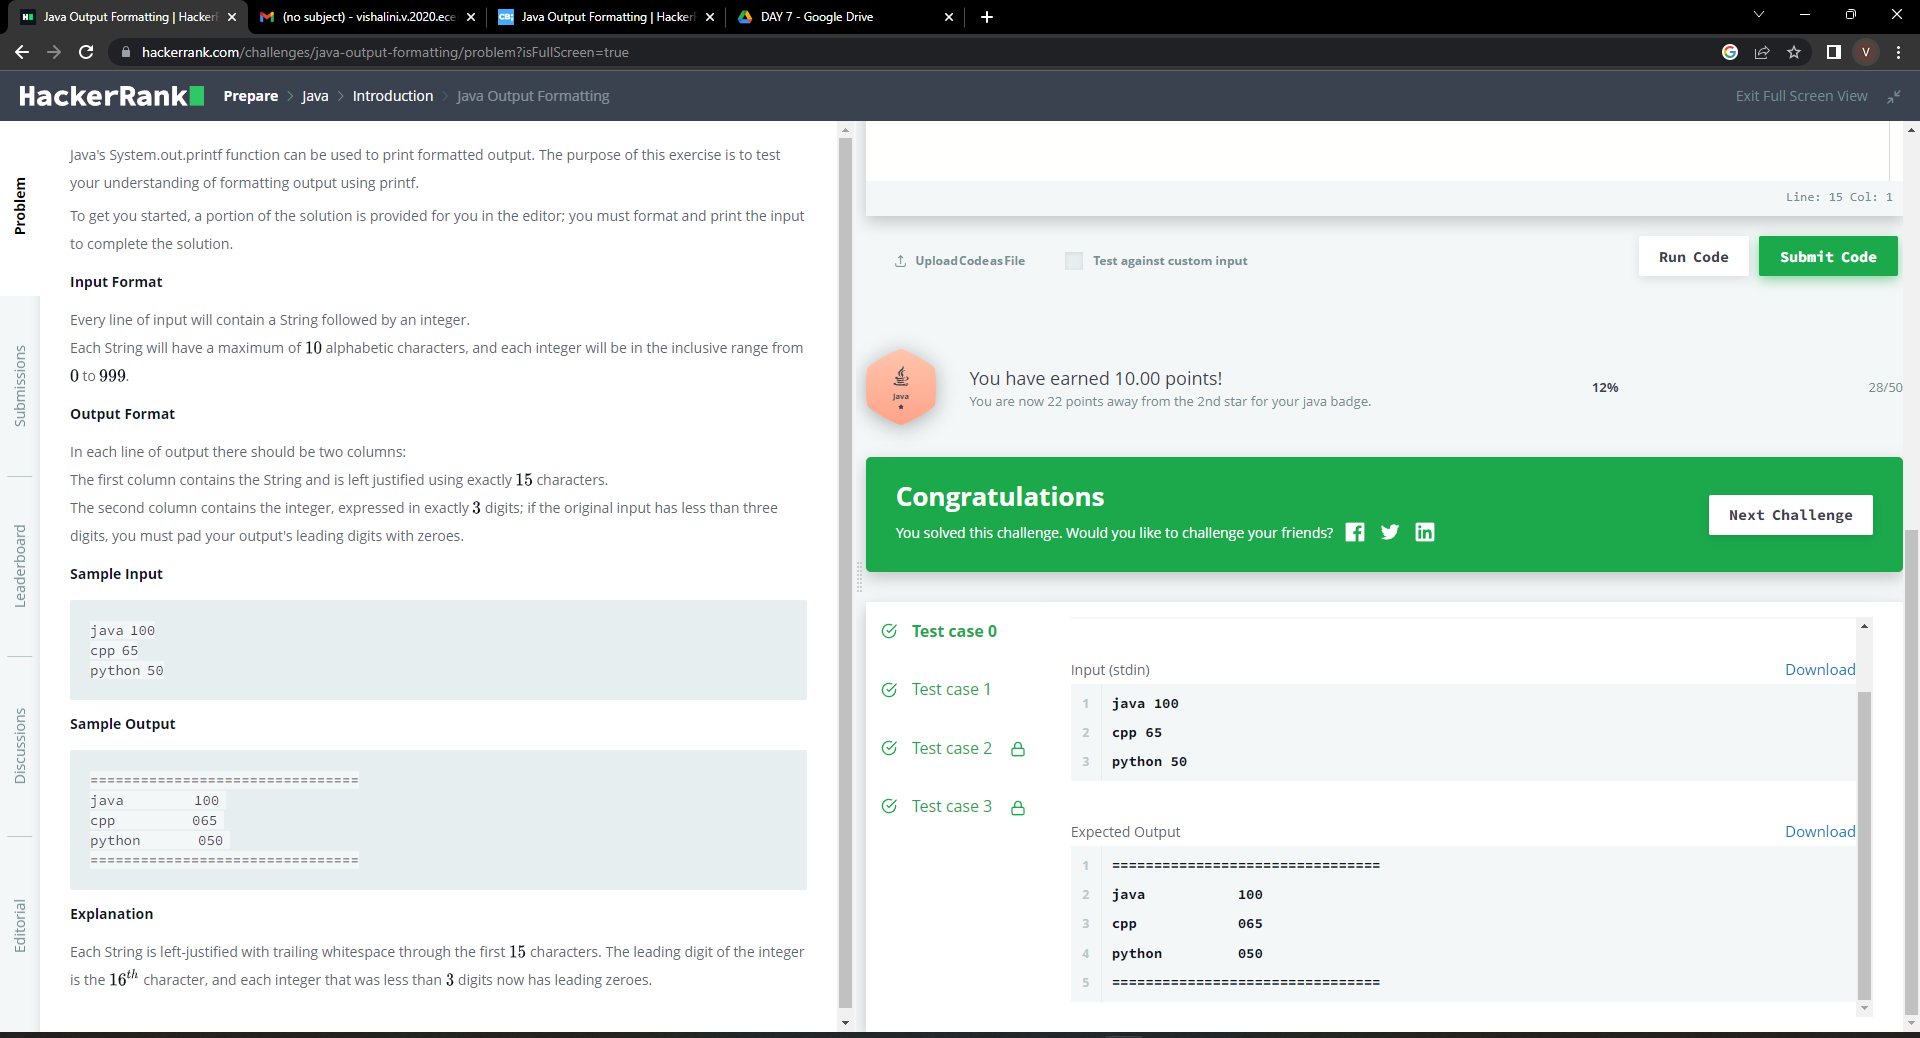 Java Output Formatting | Hacker
(no subject) - vishalini.v.2020.ece
Java Output Formatting | Hacker
DAY 7 - Google Drive
hackerrank.com/challenges/java-output-formatting/problem?isFullScreen=true
V
HackerRank
Prepare > Java > Introduction > Java Output Formatting
Exit Full Screen View
Problem
Submissions
Leaderboard
Discussions
Editorial
Java's System.out.printf function can be used to print formatted output. The purpose of this exercise is to test
your understanding of formatting output using printf.
To get you started, a portion of the solution is provided for you in the editor; you must format and print the input
to complete the solution.
Input Format
Every line of input will contain a String followed by an integer.
Each String will have a maximum of 10 alphabetic characters, and each integer will be in the inclusive range from
0 to 999.
Output Format
In each line of output there should be two columns:
The first column contains the String and is left justified using exactly 15 characters.
The second column contains the integer, expressed in exactly 3 digits; if the original input has less than three
digits, you must pad your output's leading digits with zeroes.
Sample Input
java 100
cpp 65
python 50
Sample Output
================================
java           100
cpp            065
python         050
================================
Explanation
Each String is left-justified with trailing whitespace through the first 15 characters. The leading digit of the integer
is the 16th character, and each integer that was less than 3 digits now has leading zeroes.
Line: 15 Col: 1
Upload Code as File
Test against custom input
Run Code
Submit Code
Java
You have earned 10.00 points!
You are now 22 points away from the 2nd star for your java badge.
12%
28/50
Congratulations
You solved this challenge. Would you like to challenge your friends?
Next Challenge
Test case 0
Test case 1
Test case 2
Test case 3
Input (stdin)
Download
1 java 100
2 cpp 65
3 python 50
Expected Output
Download
1 ================================
2 java           100
3 cpp            065
4 python         050
5 ================================